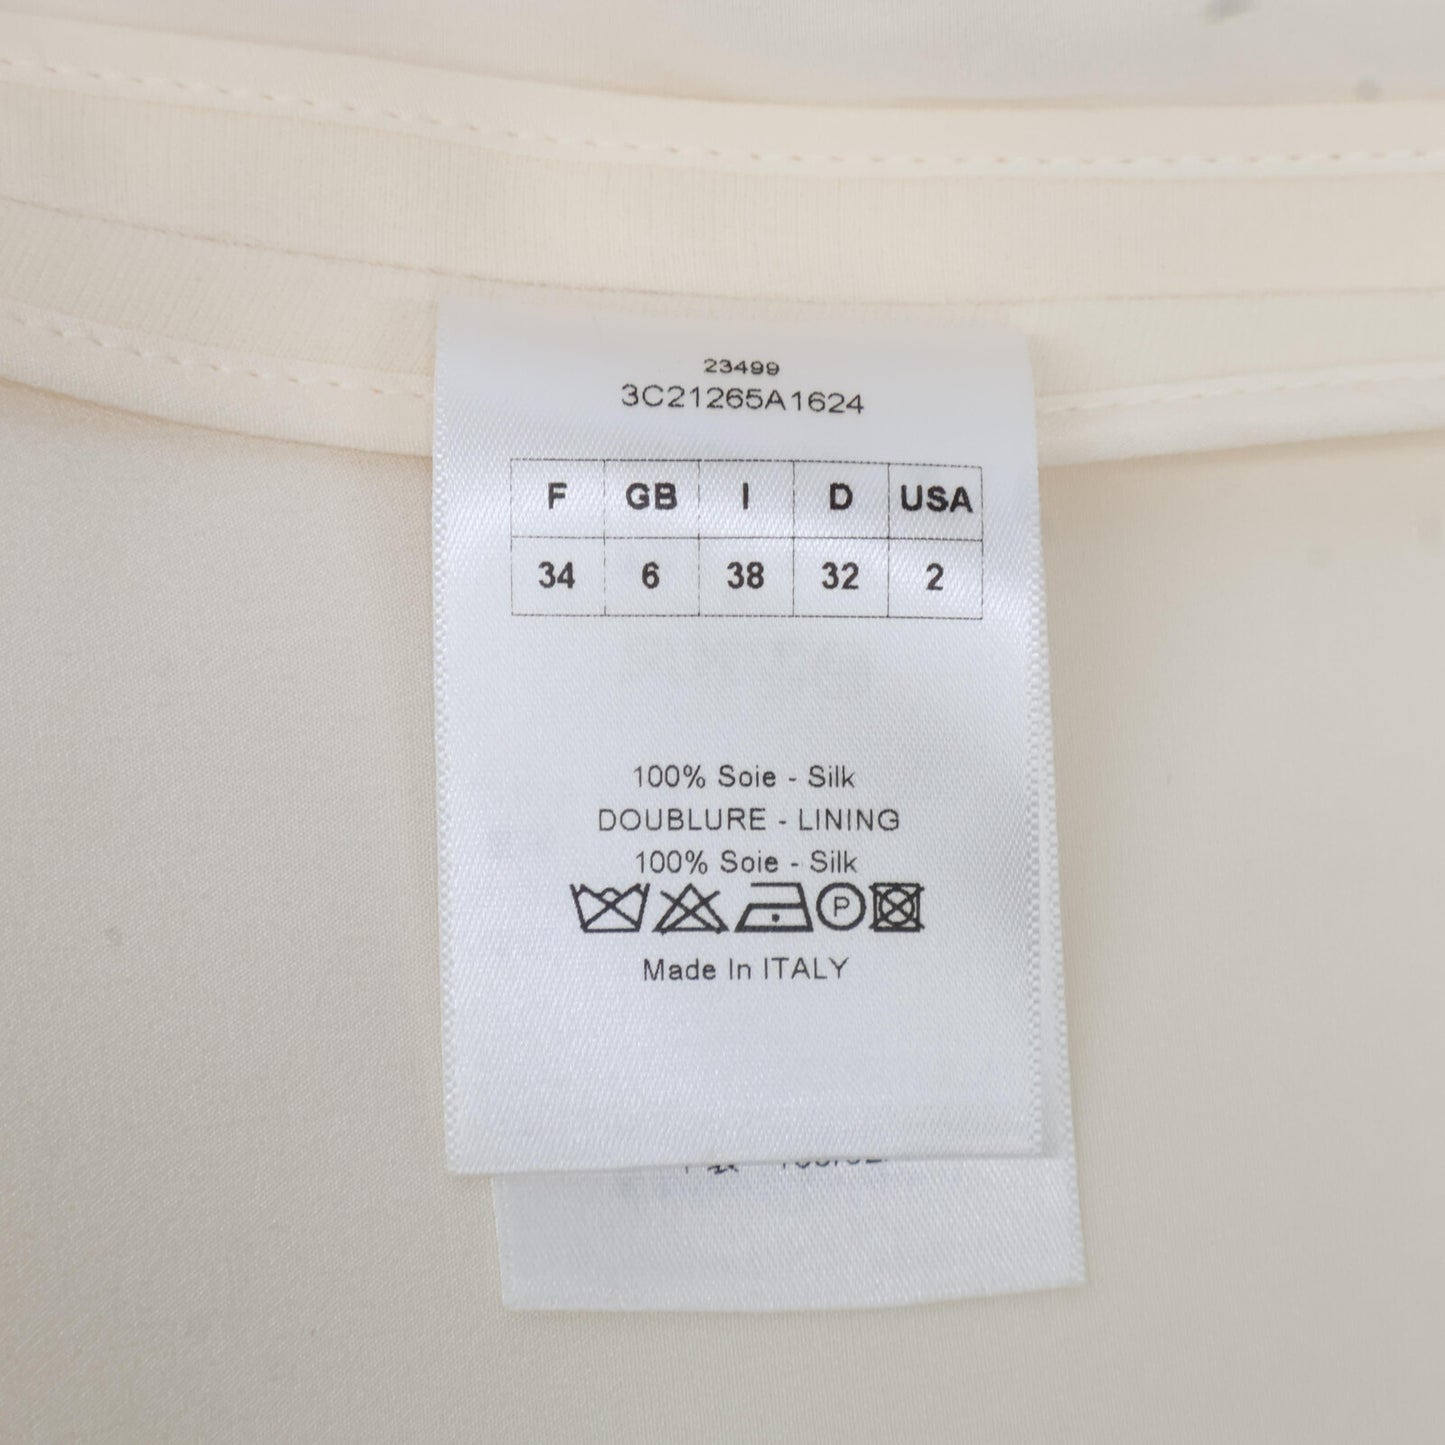 23499
3C21265A1624
F GB I D USA
34 6 38 32 2
100% Soie - Silk
DOUBLURE - LINING
100% Soie - Silk
P
Made In ITALY